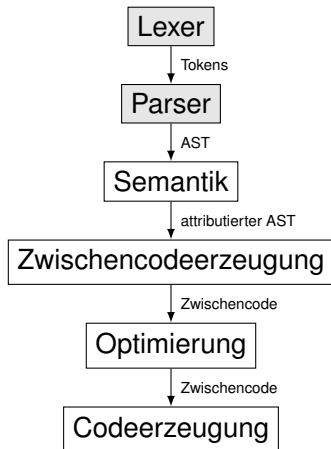 Lexer
Tokens
Parser
AST
Semantik
attributierter AST
Zwischencodeerzeugung
Zwischencode
Optimierung
Zwischencode
Codeerzeugung